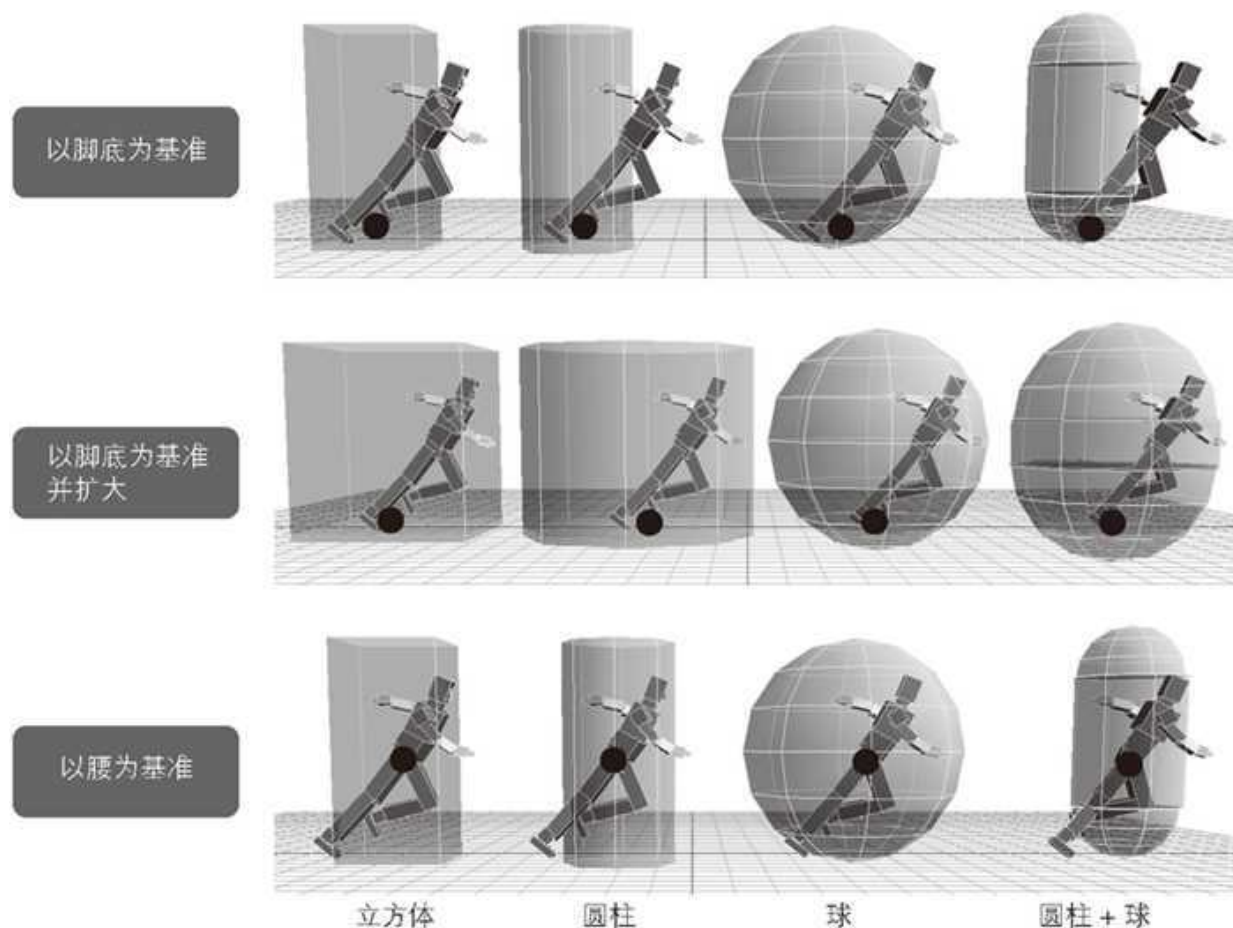 以脚底为基准
以脚底为基准
并扩大
以腰为基准
立方体
圆柱
球
圆柱 + 球